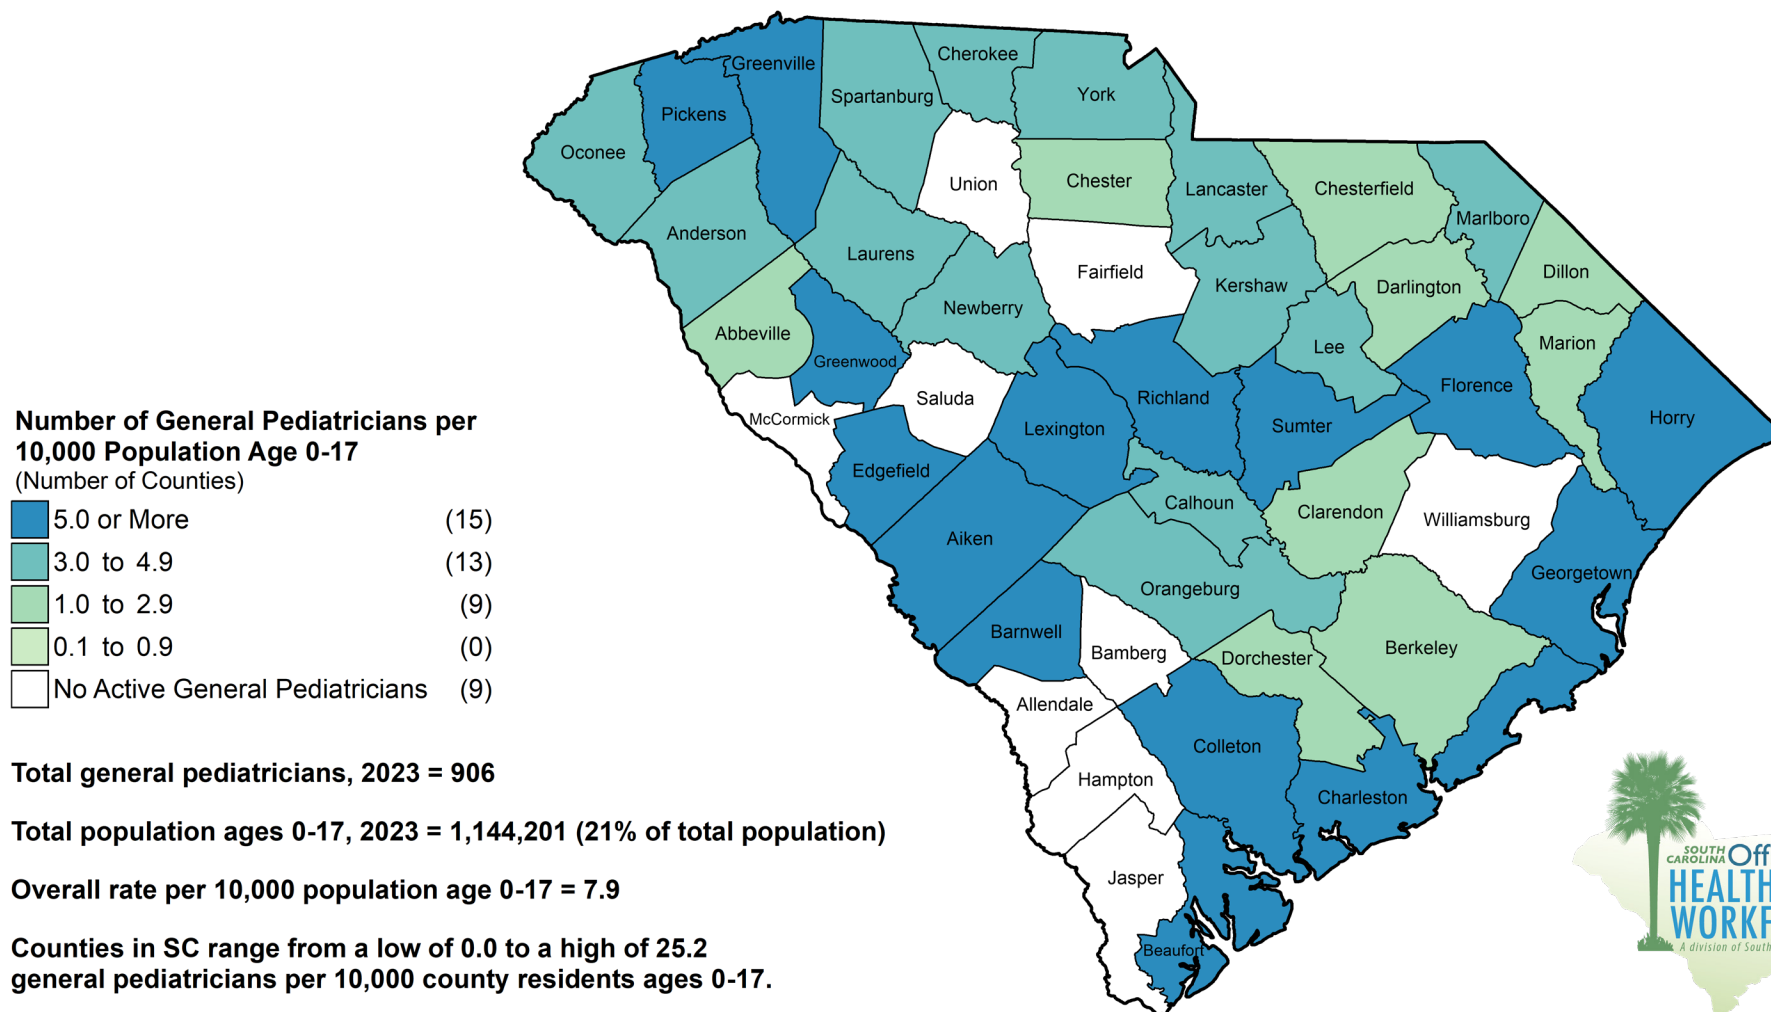 Cherokee
Greenville
Spartanburg
York
Pickens
Oconee
Union
Chester
Lancaster
Chesterfield
Marlboro
Anderson
Laurens
Fairfield
Dillon
Kershaw
Darlington
Newberry
Abbeville
Greenwood
Lee
Marion
Saluda
Richland
Florence
McCormick
Lexington
Sumter
Horry
Edgefield
Calhoun
Clarendon
Williamsburg
Aiken
Orangeburg
Georgetown
Barnwell
Bamberg
Dorchester
Berkeley
Allendale
Colleton
Hampton
Charleston
Jasper
Beaufort
Number of General Pediatricians per
10,000 Population Age 0-17
(Number of Counties)
5.0 or More (15)
3.0 to 4.9 (13)
1.0 to 2.9 (9)
0.1 to 0.9 (0)
No Active General Pediatricians (9)
Total general pediatricians, 2023 = 906
Total population ages 0-17, 2023 = 1,144,201 (21% of total population)
Overall rate per 10,000 population age 0-17 = 7.9
Counties in SC range from a low of 0.0 to a high of 25.2
general pediatricians per 10,000 county residents ages 0-17.
SOUTH
CAROLINA Off
HEALTH
WORKF
A division of South